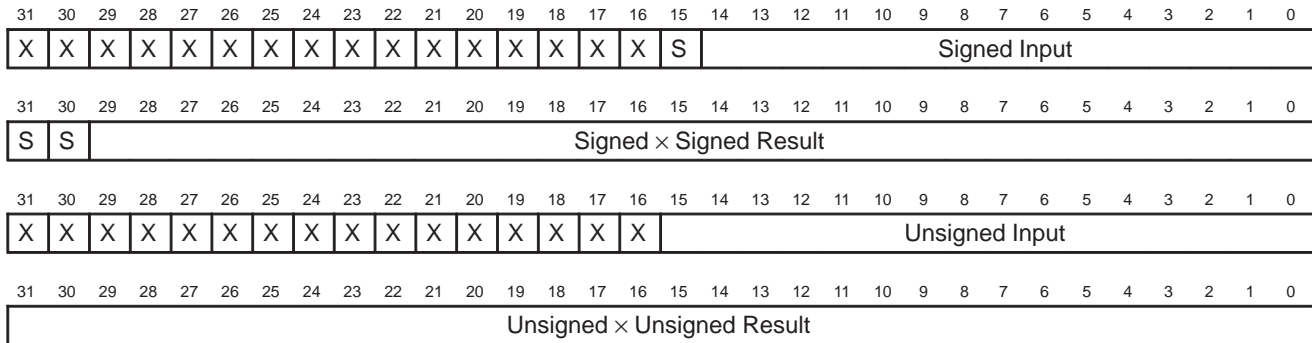 31 30 29 28 27 26 25 24 23 22 21 20 19 18 17 16 15 14 13 12 11 10 9 8 7 6 5 4 3 2 1 0
X X X X X X X X X X X X X X X X S Signed Input
31 30 29 28 27 26 25 24 23 22 21 20 19 18 17 16 15 14 13 12 11 10 9 8 7 6 5 4 3 2 1 0
S S Signed × Signed Result
31 30 29 28 27 26 25 24 23 22 21 20 19 18 17 16 15 14 13 12 11 10 9 8 7 6 5 4 3 2 1 0
X X X X X X X X X X X X X X X X Unsigned Input
31 30 29 28 27 26 25 24 23 22 21 20 19 18 17 16 15 14 13 12 11 10 9 8 7 6 5 4 3 2 1 0
Unsigned × Unsigned Result